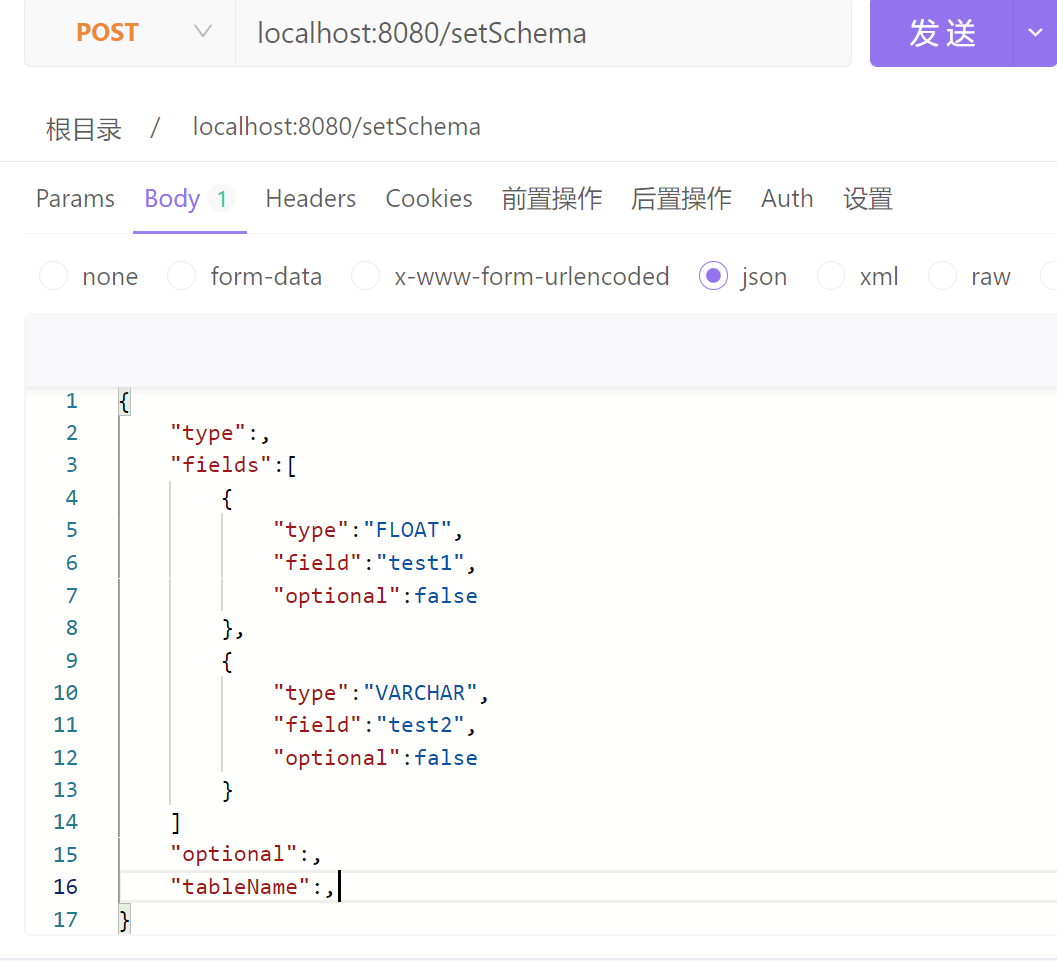 POST localhost:8080/setSchema 发送
根目录 / localhost:8080/setSchema
Params Body 1 Headers Cookies 前置操作 后置操作 Auth 设置
none form-data x-www-form-urlencoded json xml raw
1 {
2 "type":,
3 "fields":[
4 {
5 "type":"FLOAT",
6 "field":"test1",
7 "optional":false
8 },
9 {
10 "type":"VARCHAR",
11 "field":"test2",
12 "optional":false
13 }
14 ]
15 "optional":,
16 "tableName":,
17 }